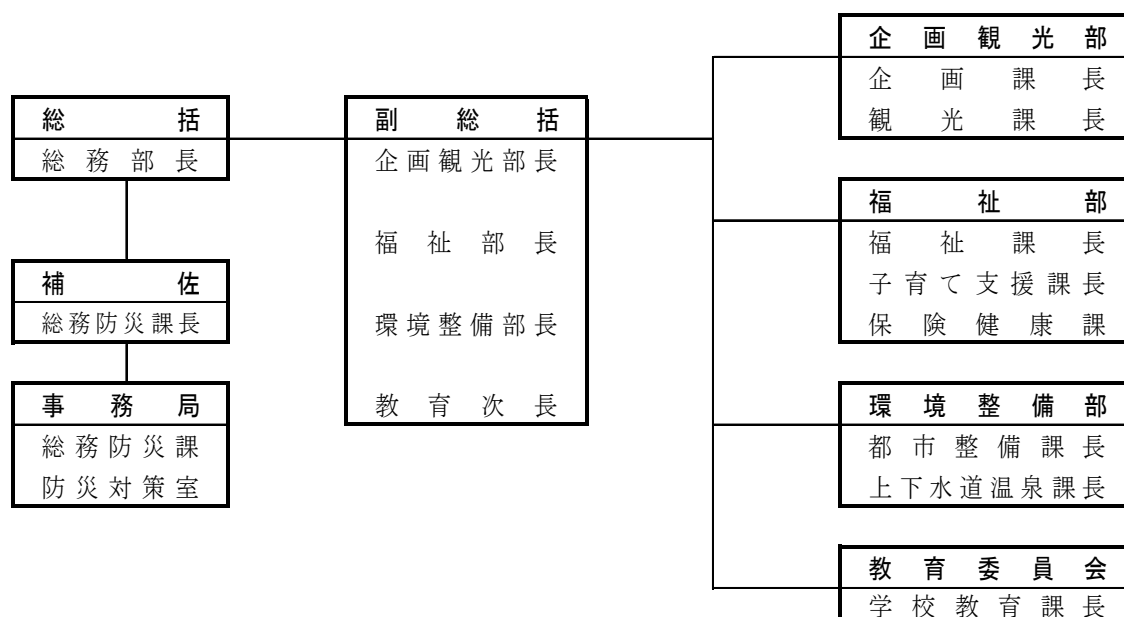 総括
総務部長
補佐
総務防災課長
事務局
総務防災課
防災対策室
副総括
企画観光部長
福祉部長
環境整備部長
教育次長
企画観光部
企画課長
観光課長
福祉部
福祉課長
子育て支援課長
保険健康課
環境整備部
都市整備課長
上下水道温泉課長
教育委員会
学校教育課長